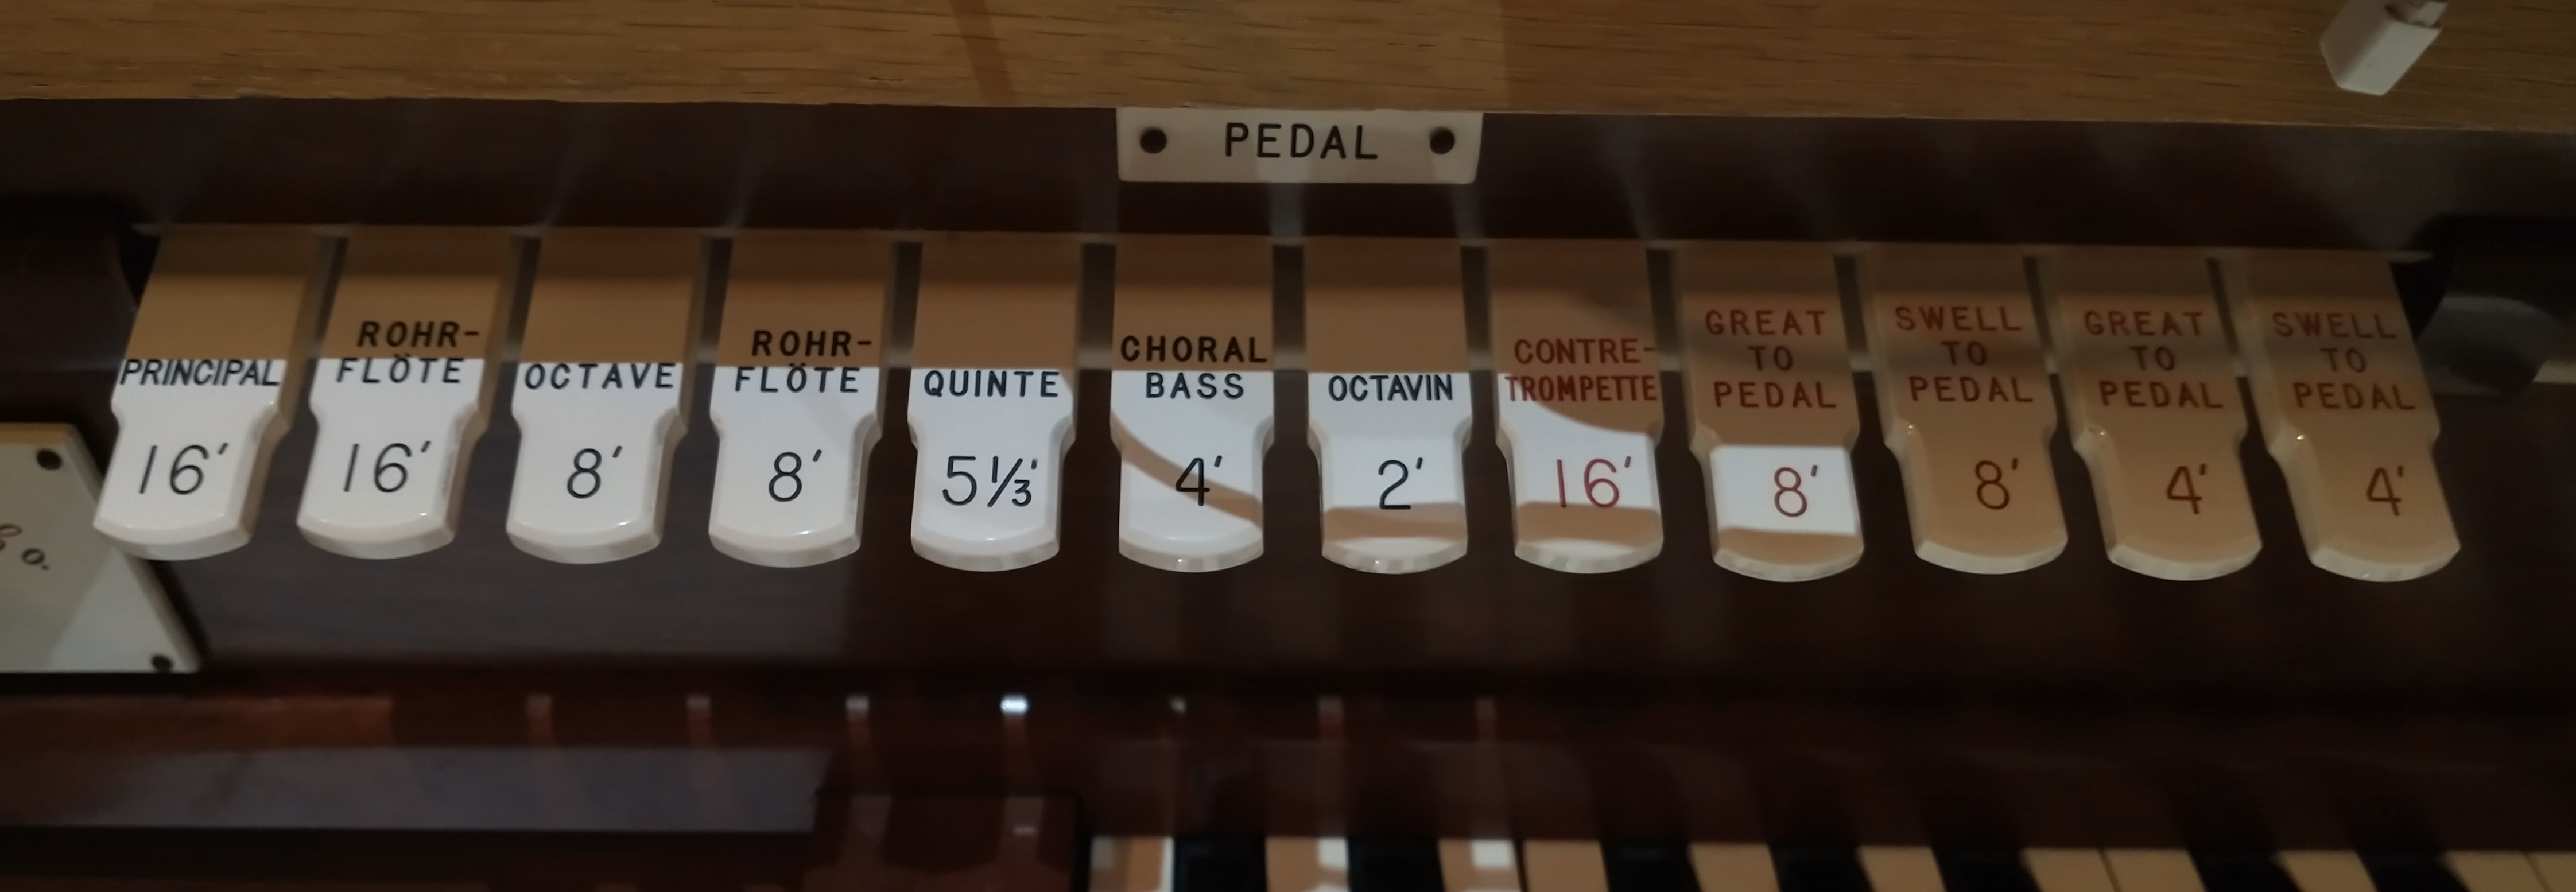 PEDAL
PRINCIPAL
16′
ROHR-
FLÖTE
16′
OCTAVE
8′
ROHR-
FLÖTE
8′
QUINTE
5⅓′
CHORAL
BASS
4′
OCTAVIN
2′
CONTRE-
TROMPETTE
16′
GREAT
TO
PEDAL
8′
SWELL
TO
PEDAL
8′
GREAT
TO
PEDAL
4′
SWELL
TO
PEDAL
4′